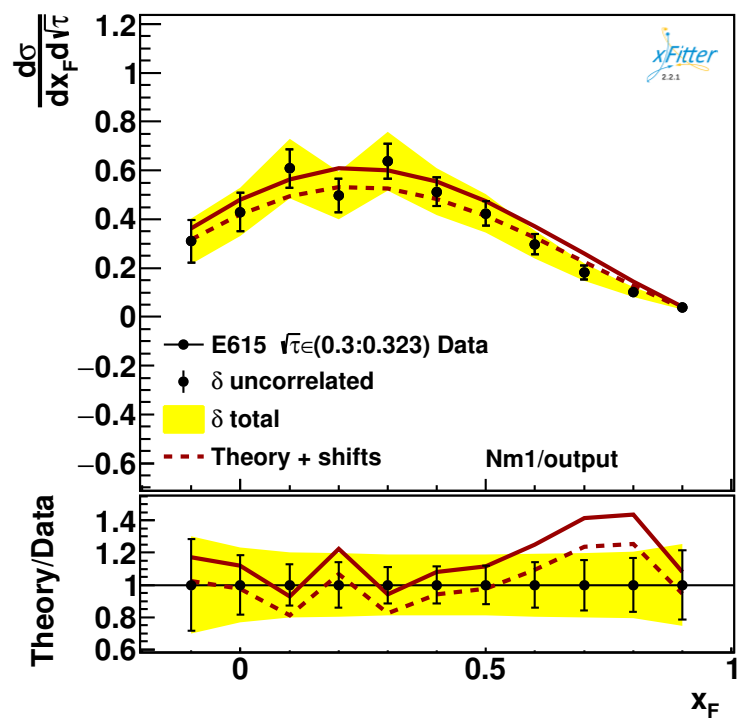 dσ
dx_F d√τ
1.2
1
0.8
0.6
0.4
0.2
0
−0.2
−0.4
−0.6
xFitter
2.2.1
E615 √τ∈(0.3:0.323) Data
δ uncorrelated
δ total
Theory + shifts
Nm1/output
Theory/Data
1.4
1.2
1
0.8
0.6
0 0.5 1
x_F